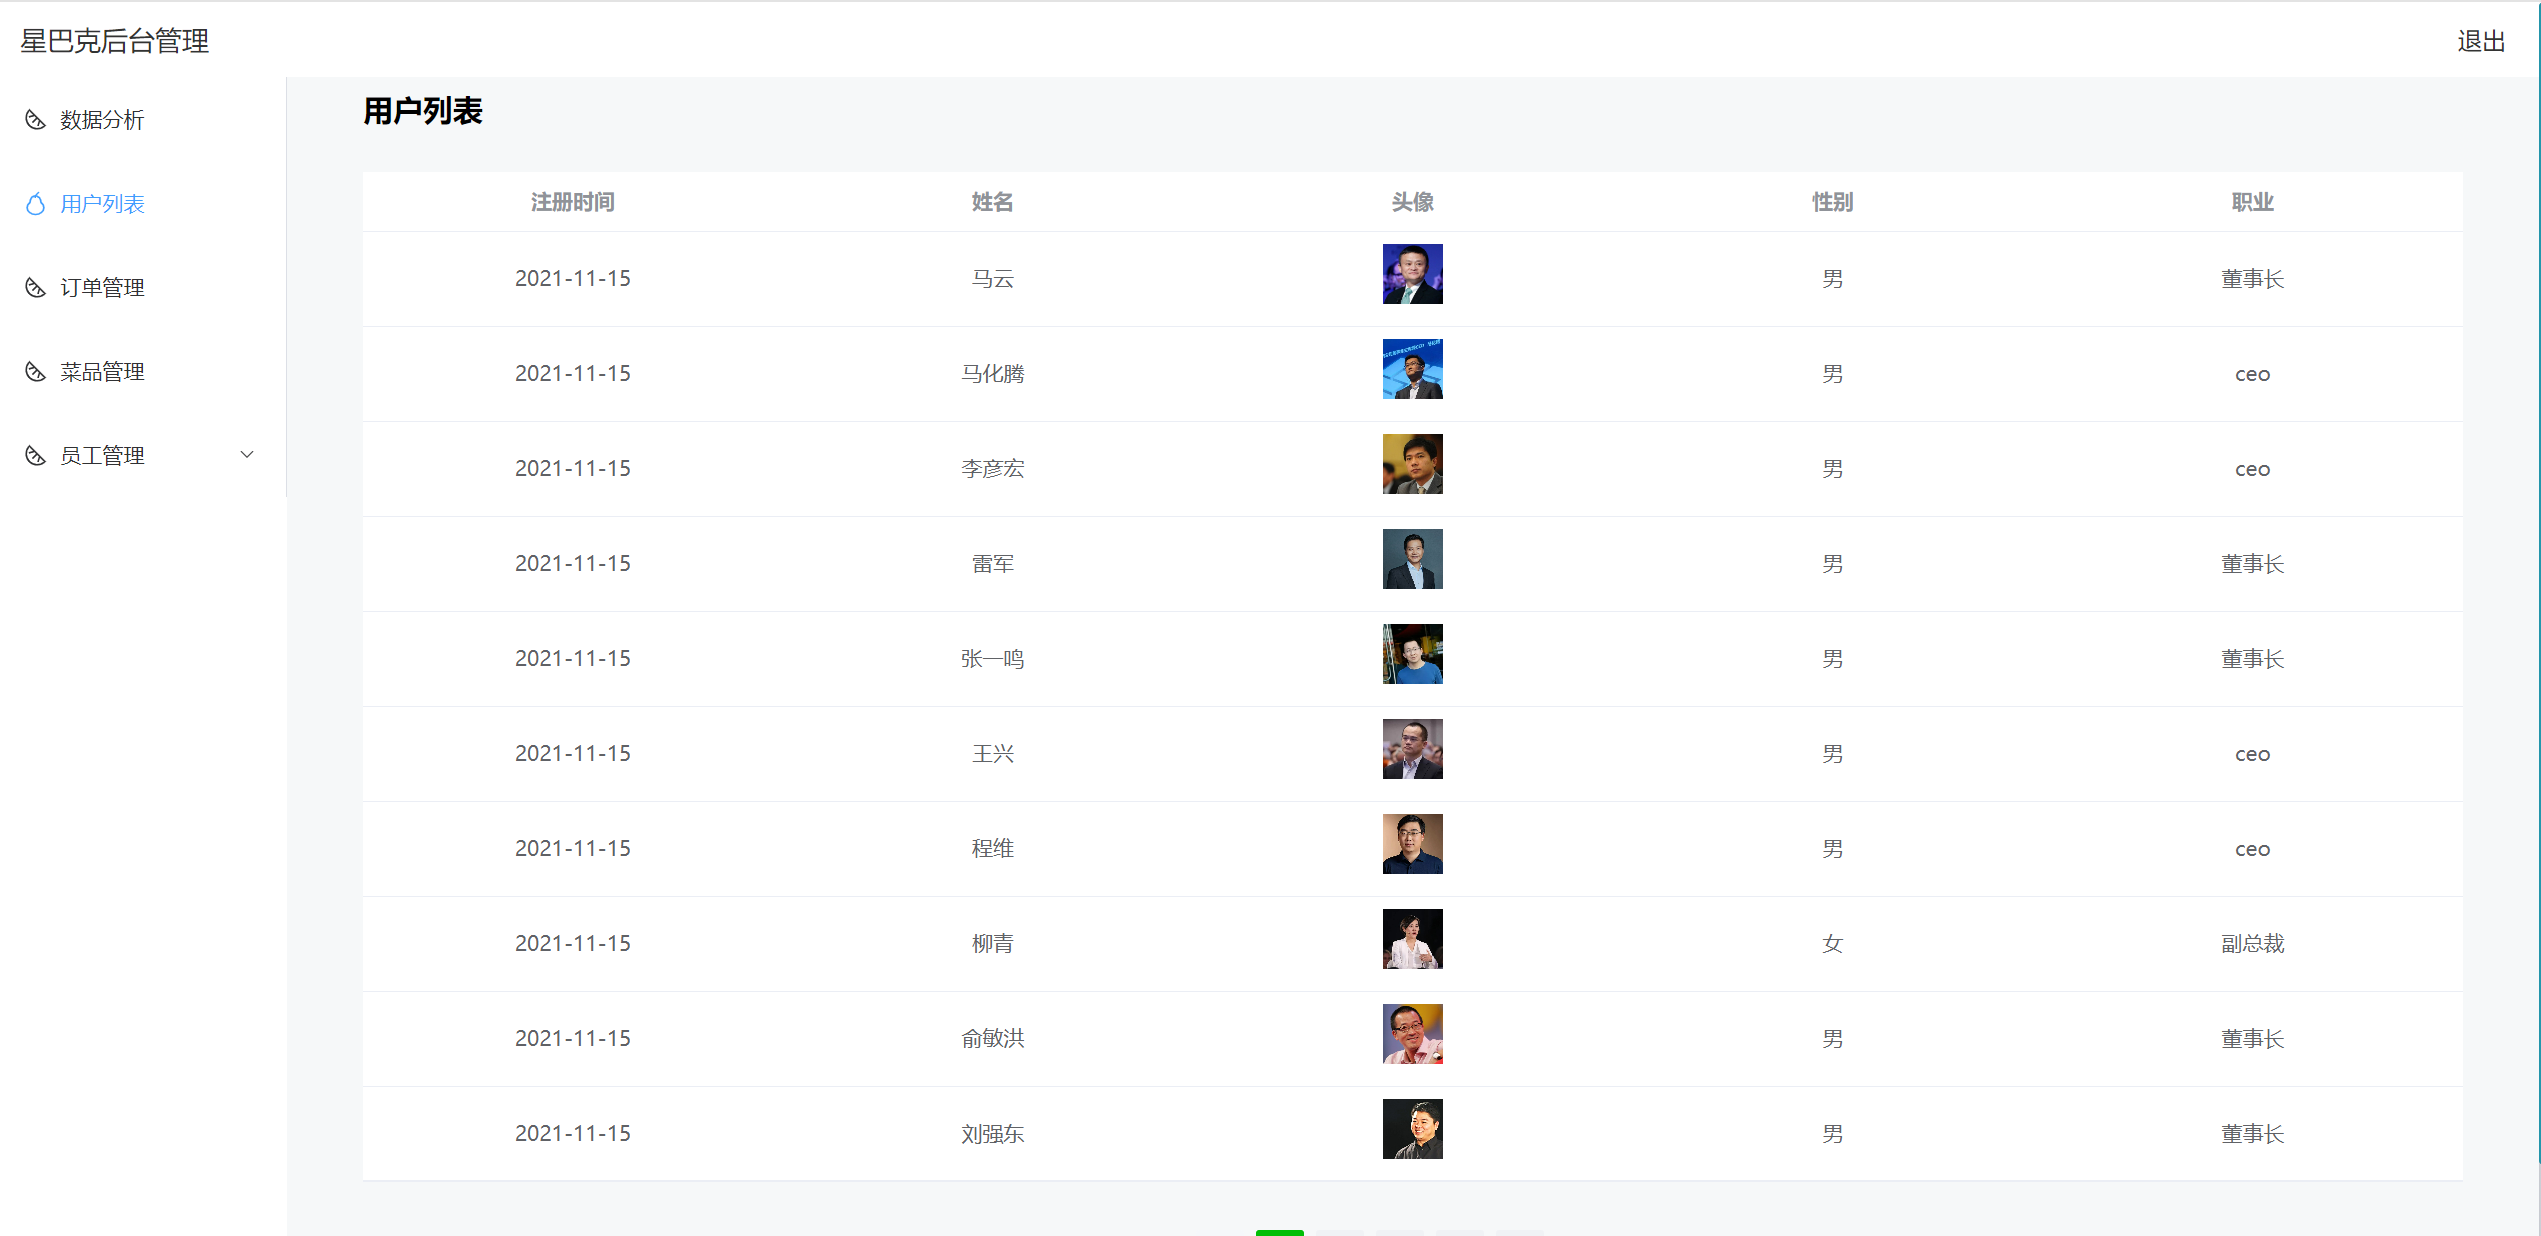 星巴克后台管理
退出
数据分析
用户列表
订单管理
菜品管理
员工管理
用户列表
注册时间 姓名 头像 性别 职业
2021-11-15 马云 男 董事长
2021-11-15 马化腾 男 ceo
2021-11-15 李彦宏 男 ceo
2021-11-15 雷军 男 董事长
2021-11-15 张一鸣 男 董事长
2021-11-15 王兴 男 ceo
2021-11-15 程维 男 ceo
2021-11-15 柳青 女 副总裁
2021-11-15 俞敏洪 男 董事长
2021-11-15 刘强东 男 董事长